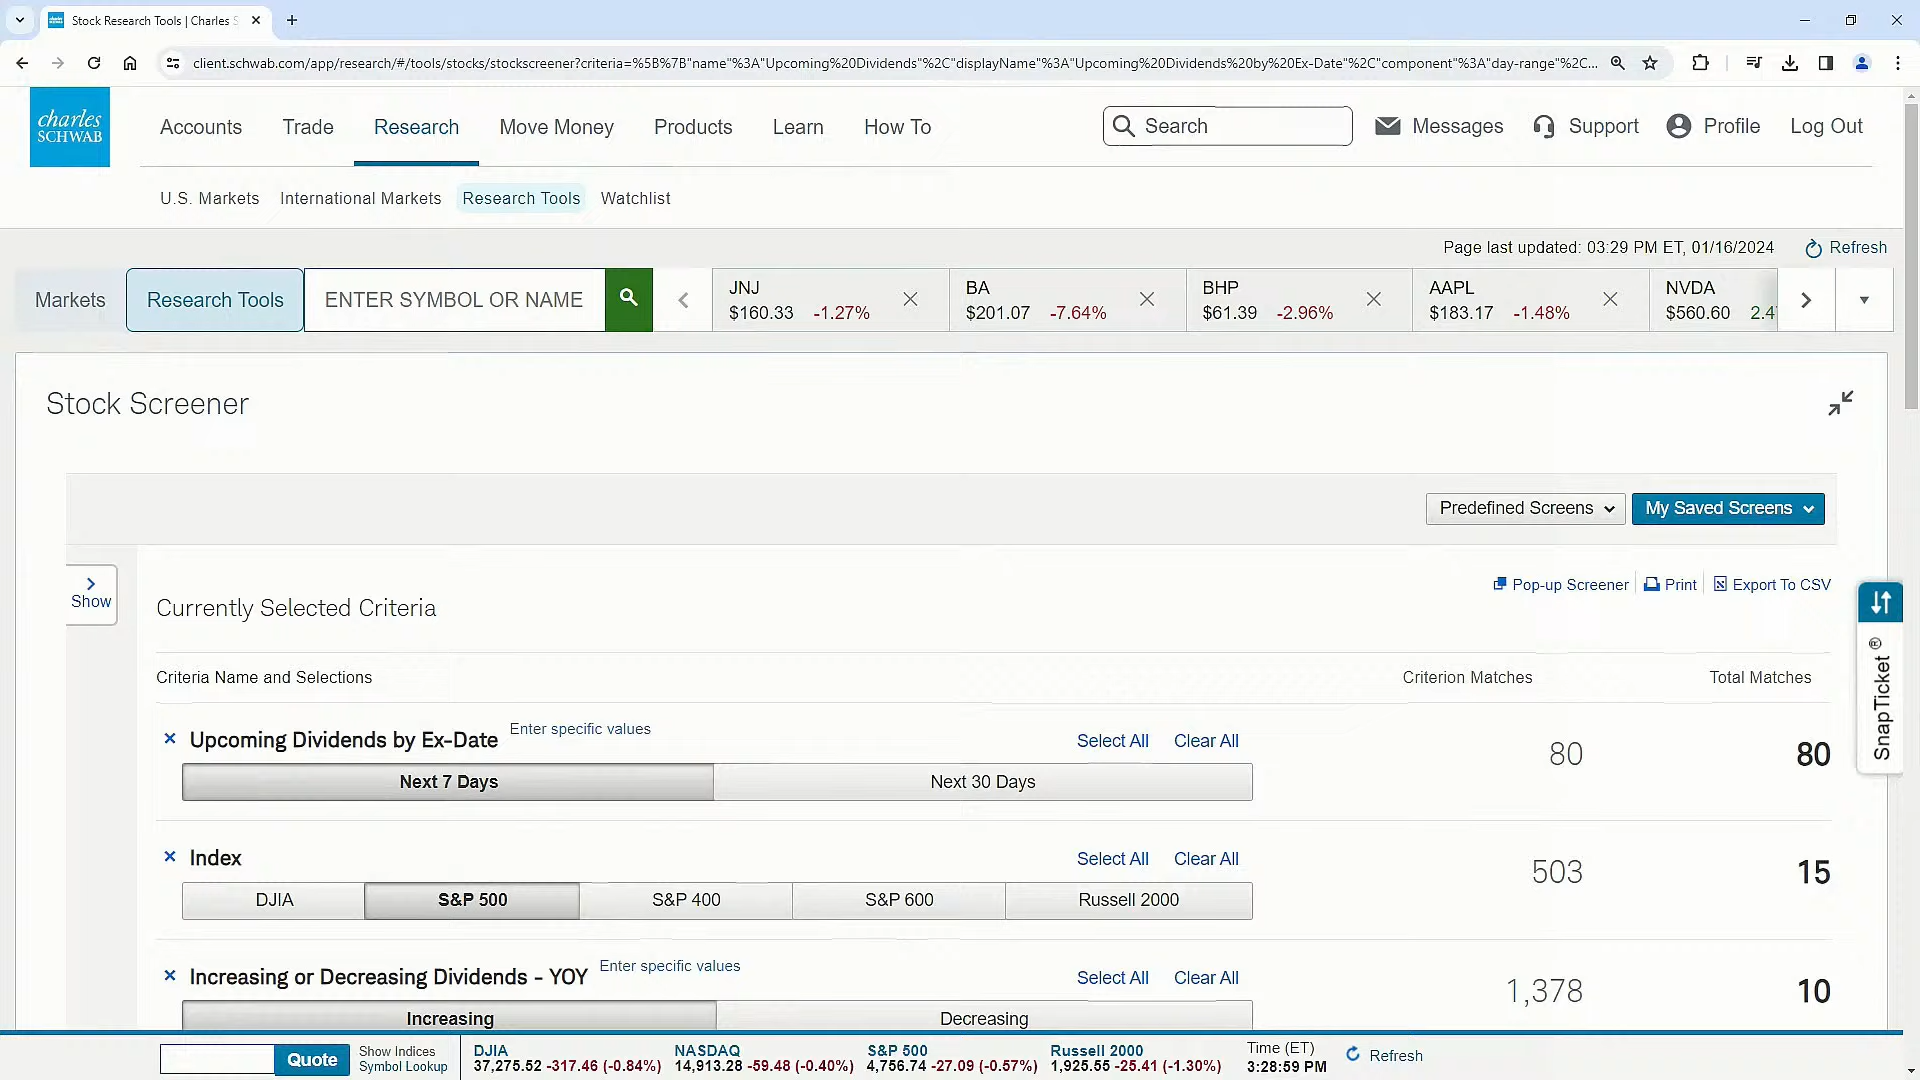 Stock Research Tools | Charles S
client.schwab.com/app/research/#/tools/stocks/stockscreener?criteria=%5B%7B"name"%3A"Upcoming%20Dividends"%2C"displayName"%3A"Upcoming%20Dividends%20by%20Ex-Date"%2C"component"%3A"day-range"%2C...
charles
SCHWAB
Accounts Trade Research Move Money Products Learn How To Search Messages Support Profile Log Out
U.S. Markets International Markets Research Tools Watchlist
Page last updated: 03:29 PM ET, 01/16/2024 Refresh
Markets Research Tools ENTER SYMBOL OR NAME
JNJ BA BHP AAPL NVDA
$160.33 -1.27% $201.07 -7.64% $61.39 -2.96% $183.17 -1.48% $560.60 2.4
Stock Screener
Predefined Screens My Saved Screens
Show
Pop-up Screener Print Export To CSV
Currently Selected Criteria
SnapTicket®
Criteria Name and Selections Criterion Matches Total Matches
Upcoming Dividends by Ex-Date Enter specific values Select All Clear All 80 80
Next 7 Days Next 30 Days
Index Select All Clear All 503 15
DJIA S&P 500 S&P 400 S&P 600 Russell 2000
Increasing or Decreasing Dividends - YOY Enter specific values Select All Clear All 1,378 10
Increasing Decreasing
Quote
Show Indices
Symbol Lookup
DJIA NASDAQ S&P 500 Russell 2000 Time (ET)
37,275.52 -317.46 (-0.84%) 14,913.28 -59.48 (-0.40%) 4,756.74 -27.09 (-0.57%) 1,925.55 -25.41 (-1.30%) 3:28:59 PM
Refresh